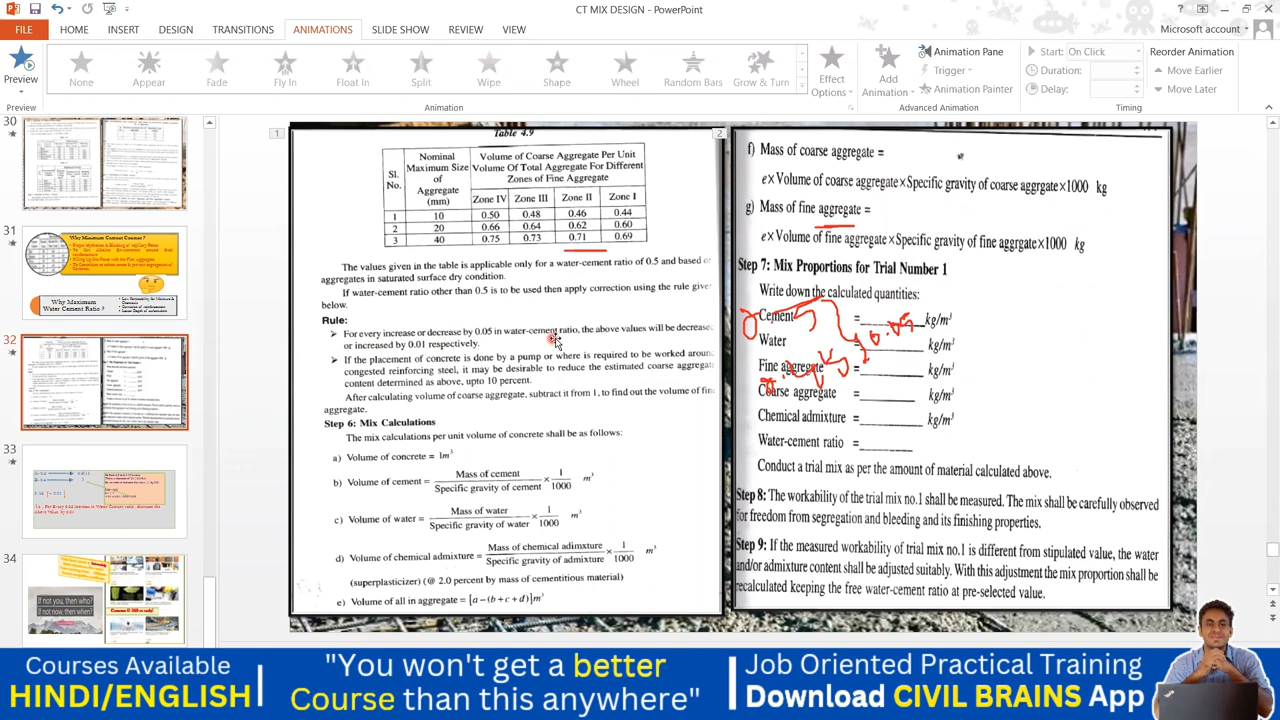 CT MIX DESIGN - PowerPoint
FILE HOME INSERT DESIGN TRANSITIONS ANIMATIONS SLIDE SHOW REVIEW VIEW
Microsoft account
Preview
None Appear Fade Fly In Float In Split Wipe Shape Wheel Random Bars Grow & Turn
Effect Options
Add Animation
Animation Pane
Trigger
Animation Painter
Start: On Click
Duration:
Delay:
Reorder Animation
Move Earlier
Move Later
Preview Animation Advanced Animation Timing
30
31
Why Minimum Cement Content ?
Why Maximum
Water Cement Ratio ?
32
33
34
If not you, then who?
If not now, then when?
1
Table 4.9
Sl. No. Nominal Maximum Size of Aggregate (mm) Volume of Coarse Aggregate Per Unit Volume Of Total Aggregate For Different Zones of Fine Aggregate
Zone IV Zone III Zone II Zone I
1 10 0.50 0.48 0.46 0.44
2 20 0.66 0.64 0.62 0.60
3 40 0.75 0.73 0.71 0.69
The values given in the table is applicable only for a water-cement ratio of 0.5 and based or
aggregates in saturated surface dry condition.
If water-cement ratio other than 0.5 is to be used then apply correction using the rule giver
below.
Rule:
➢ For every increase or decrease by 0.05 in water-cement ratio, the above values will be decrease
or increased by 0.01 respectively.
➢ If the placement of concrete is done by a pump or where is required to be worked aroun
congested reinforcing steel, it may be desirable to reduce the estimated coarse aggregat
content determined as above, upto 10 percent.
After calculating volume of coarse aggregate, subtract it from 1, to find out the volume of fin
aggregate.
Step 6: Mix Calculations
The mix calculations per unit volume of concrete shall be as follows:
a) Volume of concrete = 1m³
b) Volume of cement = Mass of cement / Specific gravity of cement × 1/1000 m³
c) Volume of water = Mass of water / Specific gravity of water × 1/1000 m³
d) Volume of chemical admixture = Mass of chemical adimxture / Specific gravity of admixture × 1/1000 m³
(superplasticizer) (@ 2.0 percent by mass of cementitious material)
e) Volume of all in aggregate = [a−(b+c+d)]m³
2
f) Mass of coarse aggregate =
e×Volume of coarse aggregate×Specific gravity of coarse aggrgate×1000 kg
g) Mass of fine aggregate =
e×Volume of fine aggregate×Specific gravity of fine aggrgate×1000 kg
Step 7: Mix Proportions for Trial Number 1
Write down the calculated quantities:
Cement = kg/m³
Water = kg/m³
Fine aggregate = kg/m³
Coarse aggregate = kg/m³
Chemical admixture = kg/m³
Water-cement ratio =
Conduct a trial mix as per the amount of material calculated above.
Step 8: The workability of the trial mix no.1 shall be measured. The mix shall be carefully observed
for freedom from segregation and bleeding and its finishing properties.
Step 9: If the measured workability of trial mix no.1 is different from stipulated value, the water
and/or admixture content shall be adjusted suitably. With this adjustment the mix proportion shall be
recalculated keeping the free water-cement ratio at pre-selected value.
Courses Available
HINDI/ENGLISH
"You won't get a better
Course than this anywhere"
Job Oriented Practical Training
Download CIVIL BRAINS App